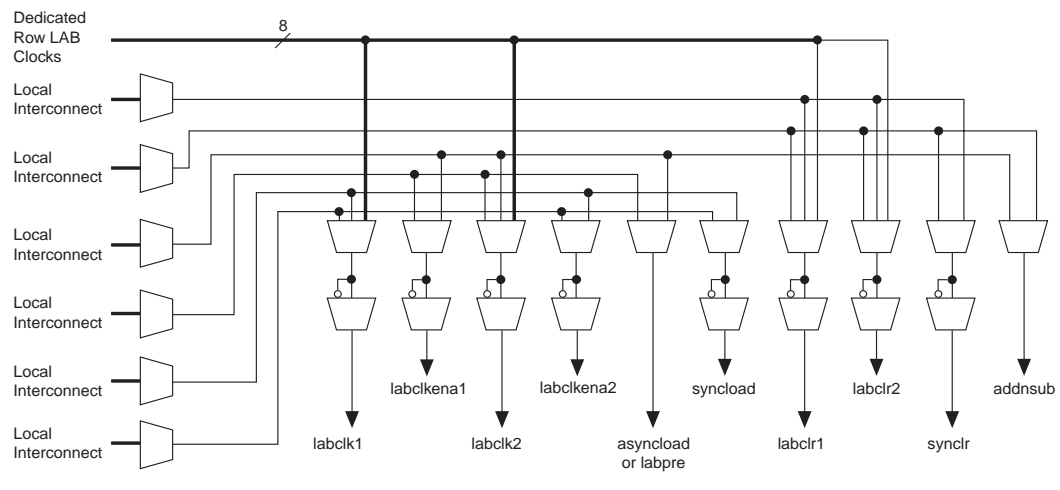 Dedicated
Row LAB
Clocks
8
Local
Interconnect
Local
Interconnect
Local
Interconnect
Local
Interconnect
Local
Interconnect
Local
Interconnect
labclkena1
labclkena2
syncload
labclr2
addnsub
labclk1
labclk2
asyncload
or labpre
labclr1
synclr